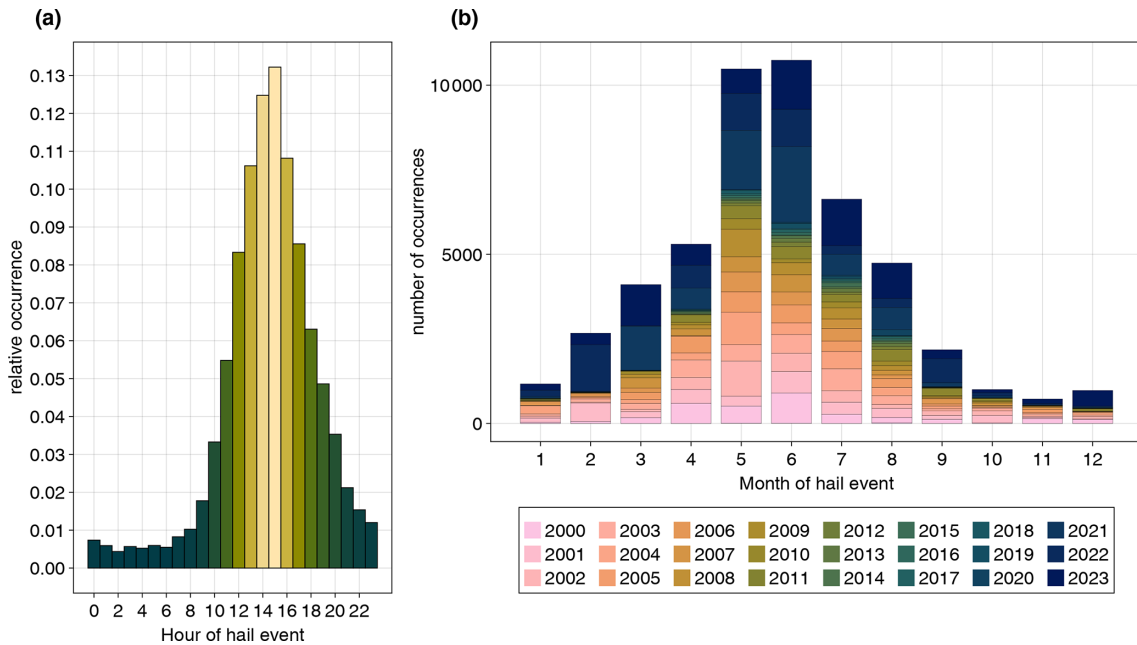 (a)
(b)
relative occurrence
0.13
0.12
0.11
0.10
0.09
0.08
0.07
0.06
0.05
0.04
0.03
0.02
0.01
0.00
0 2 4 6 8 10 12 14 16 18 20 22
Hour of hail event
number of occurrences
10000
5000
0
1 2 3 4 5 6 7 8 9 10 11 12
Month of hail event
2000 2003 2006 2009 2012 2015 2018 2021
2001 2004 2007 2010 2013 2016 2019 2022
2002 2005 2008 2011 2014 2017 2020 2023